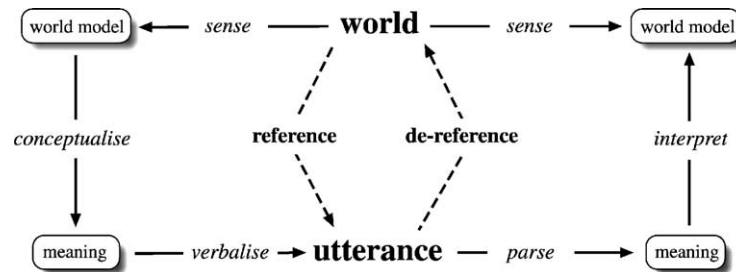 world model sense world sense world model
conceptualise reference de-reference interpret
meaning verbalise utterance parse meaning